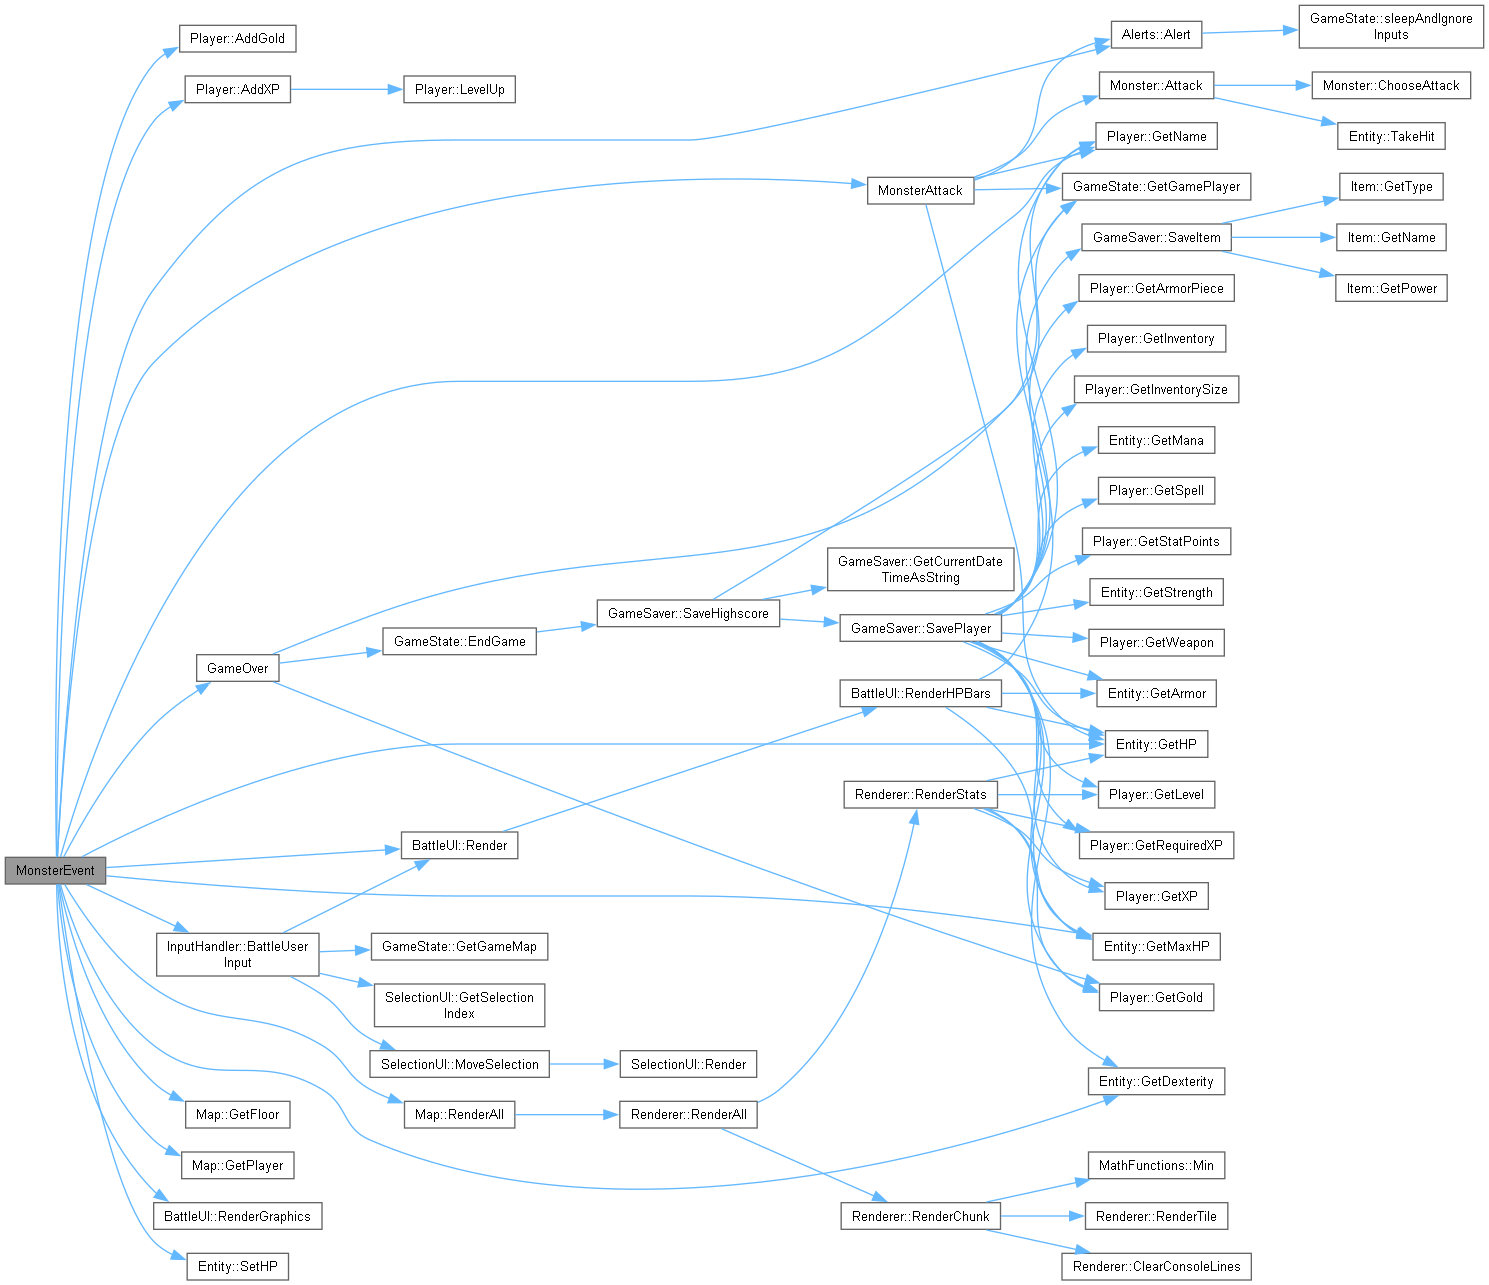 Player::AddGold
Player::AddXP
Player::LevelUp
MonsterAttack
Alerts::Alert
GameState::sleepAndIgnore
Inputs
Monster::Attack
Monster::ChooseAttack
Entity::TakeHit
Player::GetName
GameState::GetGamePlayer
GameSaver::SaveItem
Item::GetType
Item::GetName
Item::GetPower
Player::GetArmorPiece
Player::GetInventory
Player::GetInventorySize
Entity::GetMana
Player::GetSpell
Player::GetStatPoints
Entity::GetStrength
Player::GetWeapon
Entity::GetArmor
Entity::GetHP
Player::GetLevel
Player::GetRequiredXP
Player::GetXP
Entity::GetMaxHP
Player::GetGold
Entity::GetDexterity
GameSaver::GetCurrentDate
TimeAsString
GameSaver::SaveHighscore
GameSaver::SavePlayer
GameState::EndGame
GameOver
BattleUI::RenderHPBars
Renderer::RenderStats
BattleUI::Render
MonsterEvent
InputHandler::BattleUser
Input
GameState::GetGameMap
SelectionUI::GetSelection
Index
SelectionUI::MoveSelection
SelectionUI::Render
Map::RenderAll
Renderer::RenderAll
Map::GetFloor
Map::GetPlayer
BattleUI::RenderGraphics
Entity::SetHP
Renderer::RenderChunk
MathFunctions::Min
Renderer::RenderTile
Renderer::ClearConsoleLines